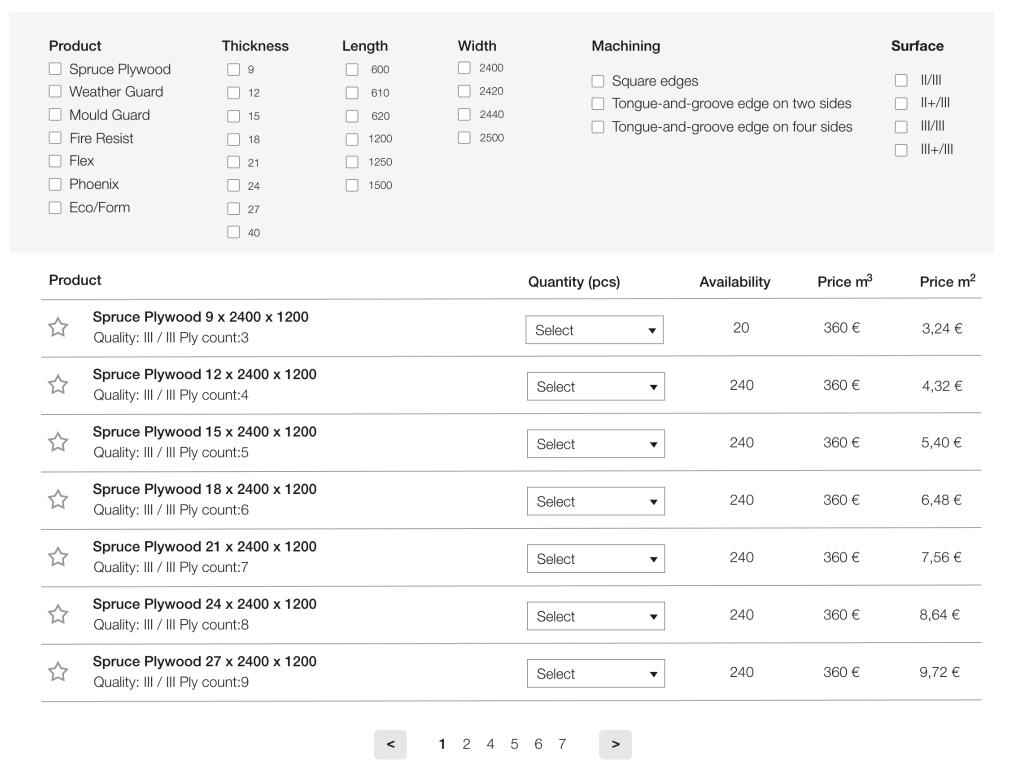 Product
Spruce Plywood
Weather Guard
Mould Guard
Fire Resist
Flex
Phoenix
Eco/Form
Thickness
9
12
15
18
21
24
27
40
Length
600
610
620
1200
1250
1500
Width
2400
2420
2440
2500
Machining
Square edges
Tongue-and-groove edge on two sides
Tongue-and-groove edge on four sides
Surface
II/III
II+/III
III/III
III+/III
Product Quantity (pcs) Availability Price m³ Price m²
Spruce Plywood 9 x 2400 x 1200
Quality: III / III Ply count:3
Select 20 360 € 3,24 €
Spruce Plywood 12 x 2400 x 1200
Quality: III / III Ply count:4
Select 240 360 € 4,32 €
Spruce Plywood 15 x 2400 x 1200
Quality: III / III Ply count:5
Select 240 360 € 5,40 €
Spruce Plywood 18 x 2400 x 1200
Quality: III / III Ply count:6
Select 240 360 € 6,48 €
Spruce Plywood 21 x 2400 x 1200
Quality: III / III Ply count:7
Select 240 360 € 7,56 €
Spruce Plywood 24 x 2400 x 1200
Quality: III / III Ply count:8
Select 240 360 € 8,64 €
Spruce Plywood 27 x 2400 x 1200
Quality: III / III Ply count:9
Select 240 360 € 9,72 €
< 1 2 4 5 6 7 >